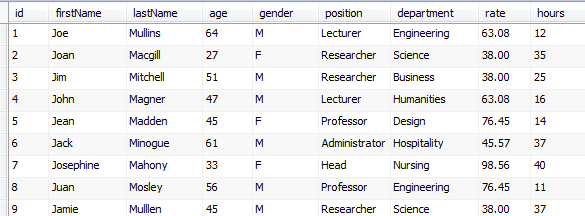 id firstName lastName age gender position department rate hours
1 Joe Mullins 64 M Lecturer Engineering 63.08 12
2 Joan Macgill 27 F Researcher Science 38.00 35
3 Jim Mitchell 51 M Researcher Business 38.00 25
4 John Magner 47 M Lecturer Humanities 63.08 16
5 Jean Madden 45 F Professor Design 76.45 14
6 Jack Minogue 61 M Administrator Hospitality 45.57 37
7 Josephine Mahony 33 F Head Nursing 98.56 40
8 Juan Mosley 56 M Professor Engineering 76.45 11
9 Jamie Mullen 45 M Researcher Science 38.00 37